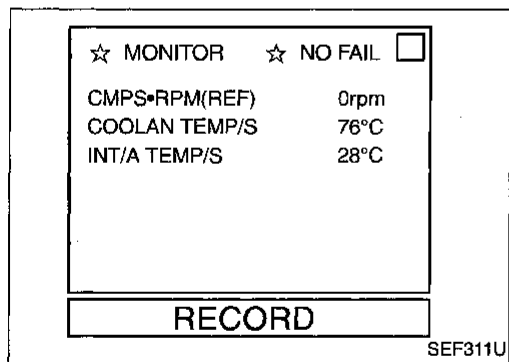 ☆ MONITOR ☆ NO FAIL
CMPS•RPM(REF) 0rpm
COOLAN TEMP/S 76°C
INT/A TEMP/S 28°C
RECORD
SEF311U